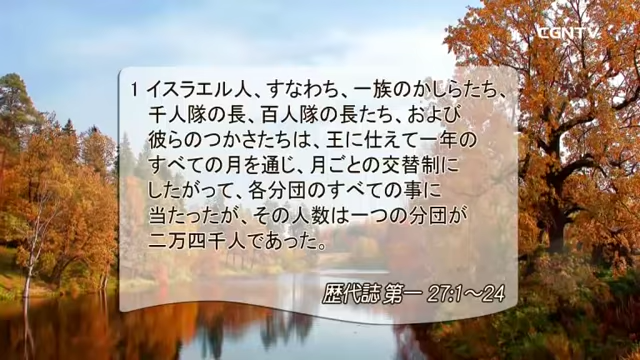 CGNTV
1 イスラエル人、すなわち、一族のかしらたち、
千人隊の長、百人隊の長たち、および
彼らのつかさたちは、王に仕えて一年の
すべての月を通じ、月ごとの交替制に
したがって、各分団のすべての事に
当たったが、その人数は一つの分団が
二万四千人であった。
歴代誌 第一 27:1〜24